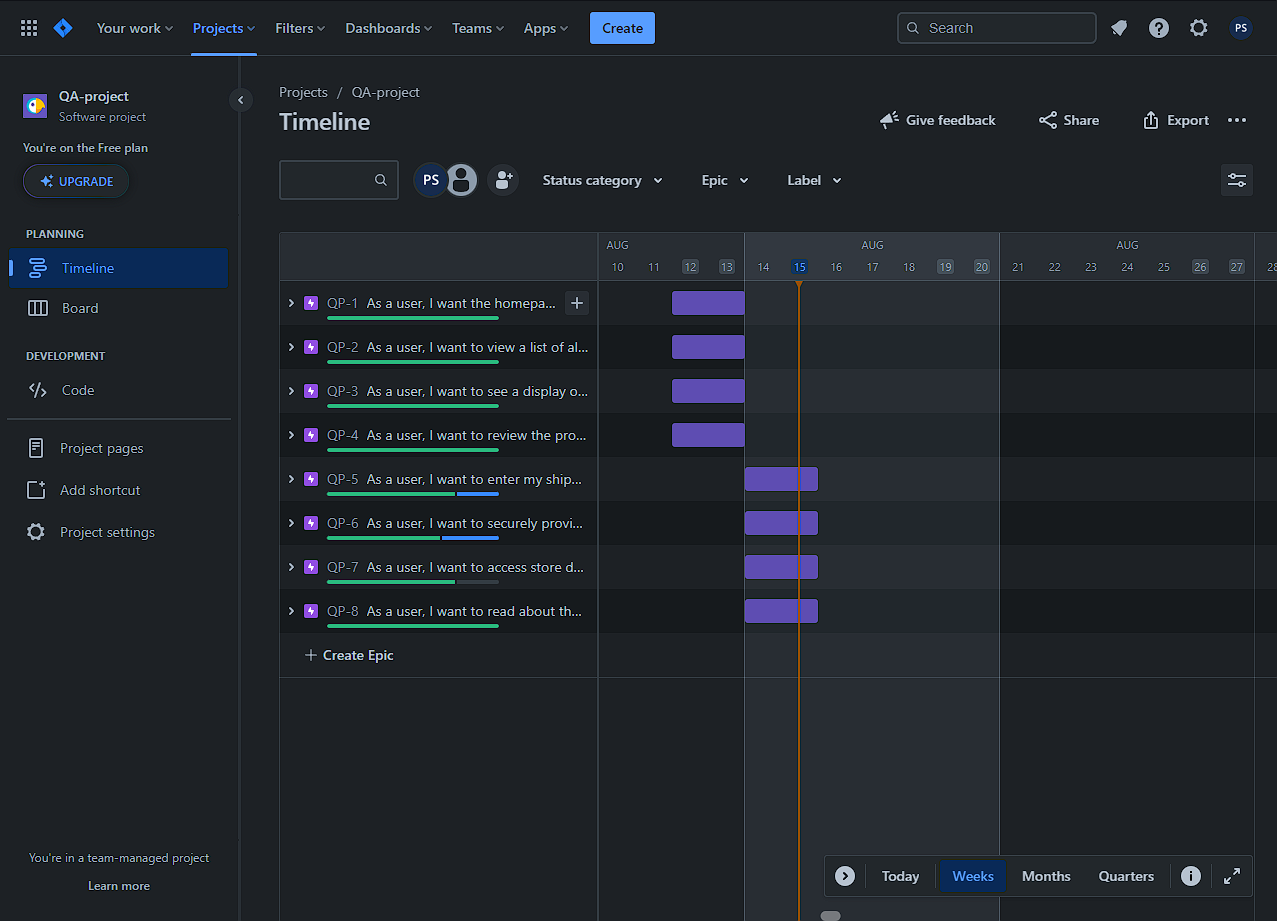 Your work
Projects
Filters
Dashboards
Teams
Apps
Create
Search
PS
QA-project
Software project
You're on the Free plan
UPGRADE
PLANNING
Timeline
Board
DEVELOPMENT
Code
Project pages
Add shortcut
Project settings
You're in a team-managed project
Learn more
Projects / QA-project
Timeline
Give feedback
Share
Export
PS
Status category
Epic
Label
AUG AUG AUG
10 11 12 13 14 15 16 17 18 19 20 21 22 23 24 25 26 27 28
QP-1 As a user, I want the homepa...
QP-2 As a user, I want to view a list of al...
QP-3 As a user, I want to see a display o...
QP-4 As a user, I want to review the pro...
QP-5 As a user, I want to enter my ship...
QP-6 As a user, I want to securely provi...
QP-7 As a user, I want to access store d...
QP-8 As a user, I want to read about th...
Create Epic
Today
Weeks
Months
Quarters